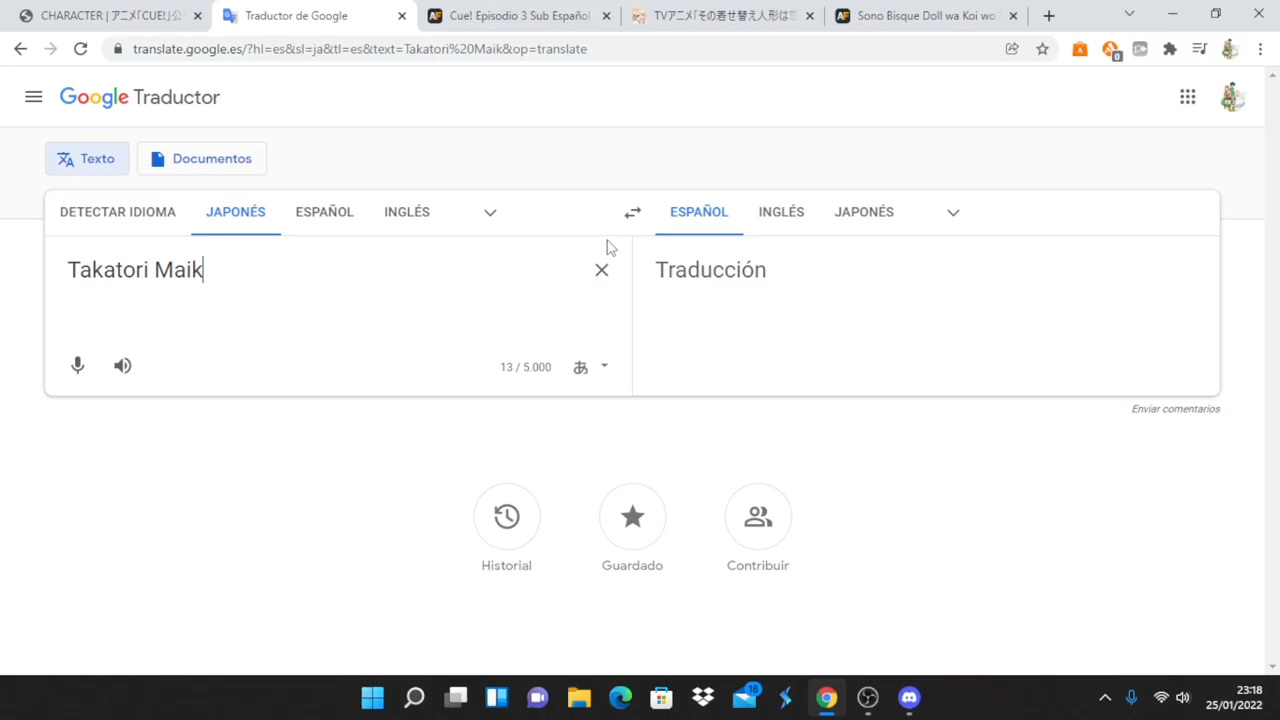 CHARACTER | アニメ「CUE!」公
Traductor de Google
Cue! Episodio 3 Sub Español
TVアニメ「その着せ替え人形は恋
Sono Bisque Doll wa Koi wo
translate.google.es/?hl=es&sl=ja&tl=es&text=Takatori%20Maik&op=translate
0
Google Traductor
Texto
Documentos
DETECTAR IDIOMA
JAPONÉS
ESPAÑOL
INGLÉS
ESPAÑOL
INGLÉS
JAPONÉS
Takatori Maik
Traducción
13 / 5.000
あ
Enviar comentarios
Historial
Guardado
Contribuir
18
23:18
25/01/2022